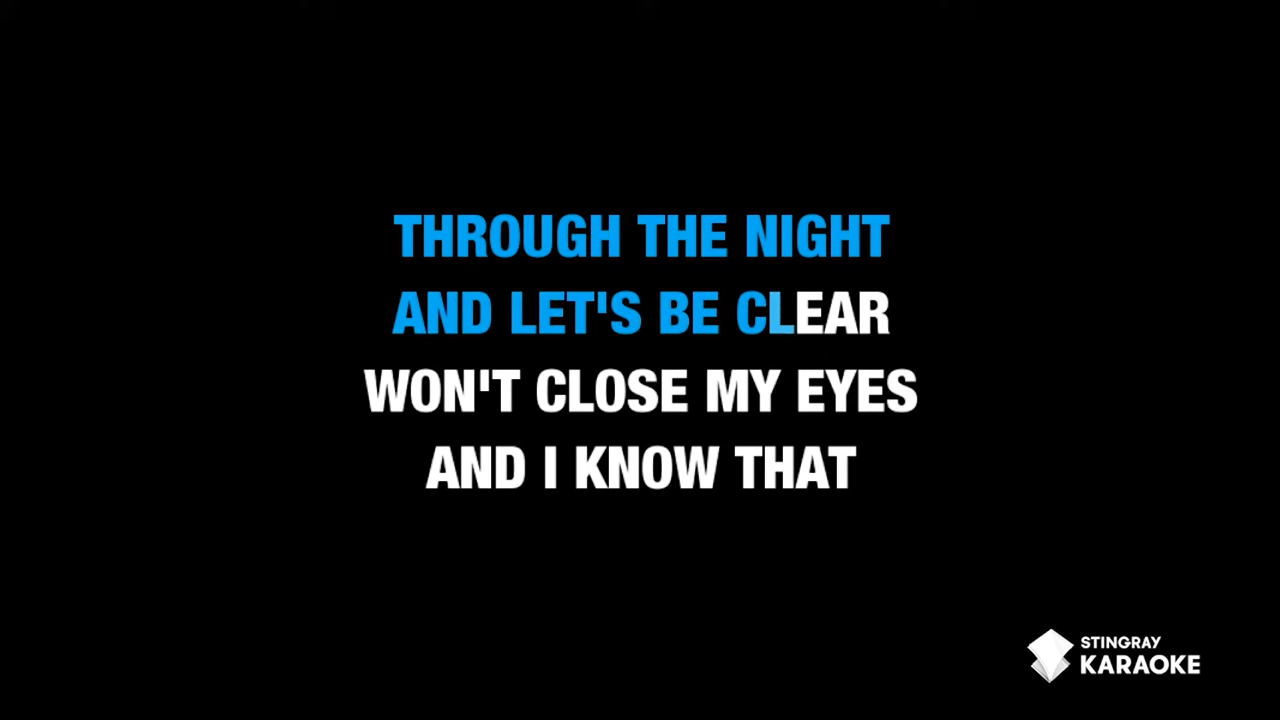 THROUGH THE NIGHT
AND LET'S BE CLEAR
WON'T CLOSE MY EYES
AND I KNOW THAT
STINGRAY
KARAOKE